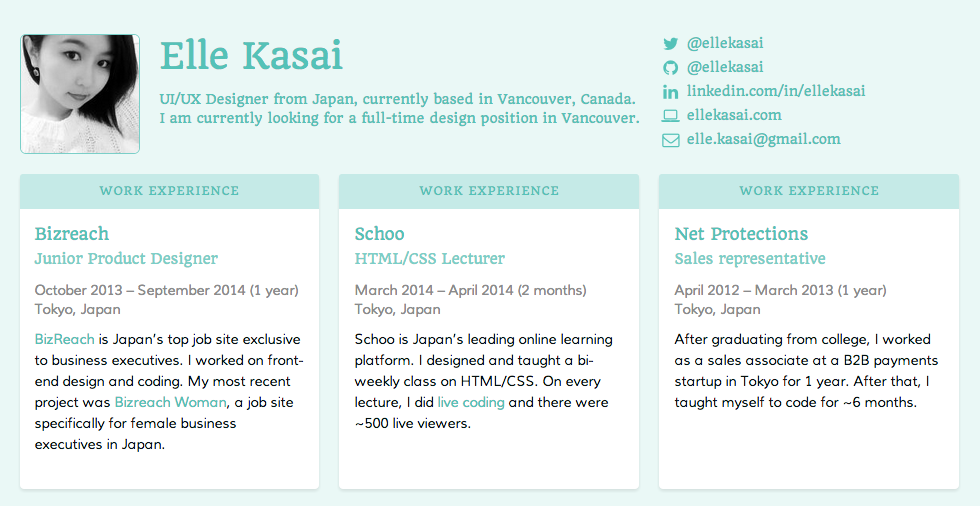 Elle Kasai
UI/UX Designer from Japan, currently based in Vancouver, Canada.
I am currently looking for a full-time design position in Vancouver.
@ellekasai
@ellekasai
linkedin.com/in/ellekasai
ellekasai.com
elle.kasai@gmail.com
WORK EXPERIENCE
Bizreach
Junior Product Designer
October 2013 – September 2014 (1 year)
Tokyo, Japan
BizReach is Japan's top job site exclusive
to business executives. I worked on front-
end design and coding. My most recent
project was Bizreach Woman, a job site
specifically for female business
executives in Japan.
WORK EXPERIENCE
Schoo
HTML/CSS Lecturer
March 2014 – April 2014 (2 months)
Tokyo, Japan
Schoo is Japan's leading online learning
platform. I designed and taught a bi-
weekly class on HTML/CSS. On every
lecture, I did live coding and there were
~500 live viewers.
WORK EXPERIENCE
Net Protections
Sales representative
April 2012 – March 2013 (1 year)
Tokyo, Japan
After graduating from college, I worked
as a sales associate at a B2B payments
startup in Tokyo for 1 year. After that, I
taught myself to code for ~6 months.